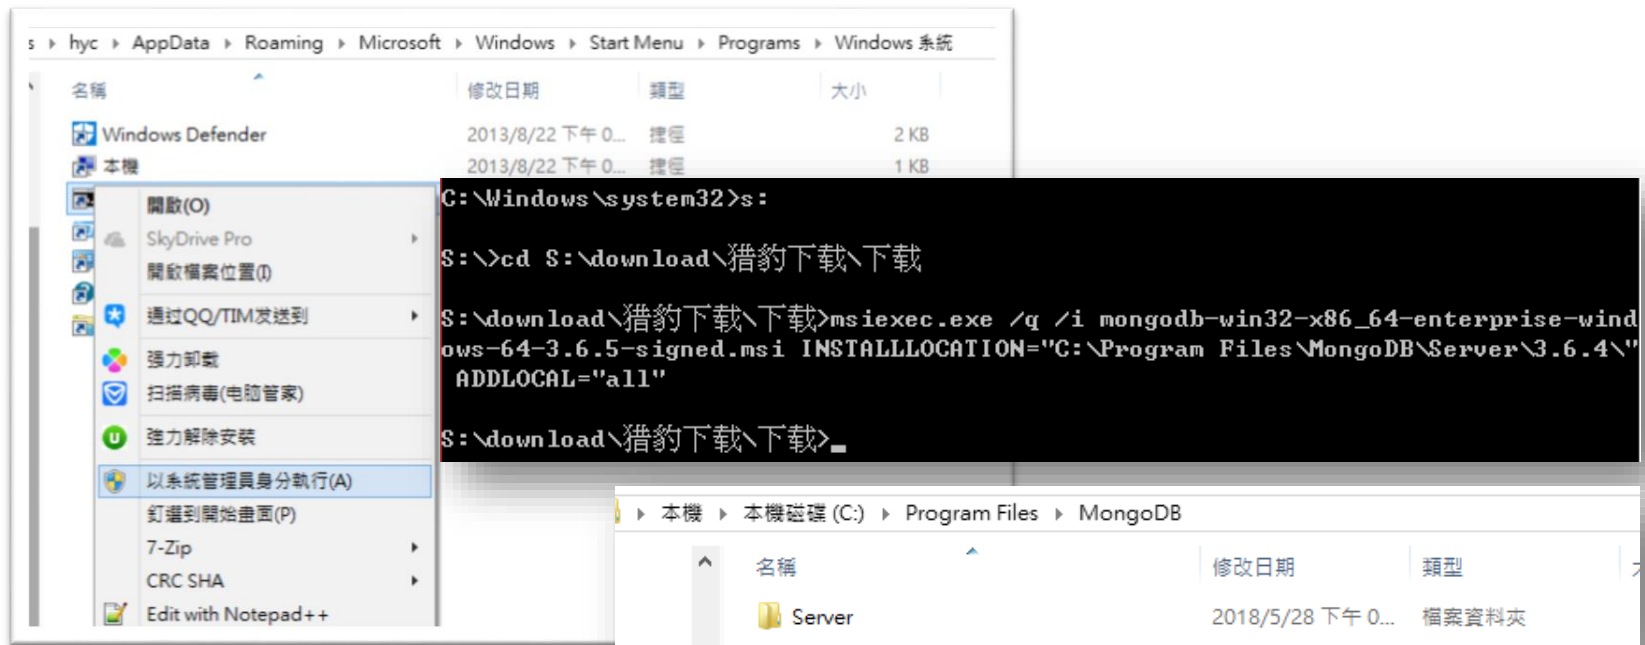 s ▸ hyc ▸ AppData ▸ Roaming ▸ Microsoft ▸ Windows ▸ Start Menu ▸ Programs ▸ Windows 系統
名稱 修改日期 類型 大小
Windows Defender 2013/8/22 下午 0... 捷徑 2 KB
本機 2013/8/22 下午 0... 捷徑 1 KB
開啟(O)
SkyDrive Pro
開啟檔案位置(I)
通过QQ/TIM发送到
强力卸载
扫描病毒(电脑管家)
強力解除安裝
以系統管理員身分執行(A)
釘選到開始畫面(P)
7-Zip
CRC SHA
Edit with Notepad++
C:\Windows\system32>s:
S:\>cd S:\download\猎豹下载\下载
S:\download\猎豹下载\下载>msiexec.exe /q /i mongodb-win32-x86_64-enterprise-wind
ows-64-3.6.5-signed.msi INSTALLLOCATION="C:\Program Files\MongoDB\Server\3.6.4\"
ADDLOCAL="all"
S:\download\猎豹下载\下载>
▸ 本機 ▸ 本機磁碟 (C:) ▸ Program Files ▸ MongoDB
名稱 修改日期 類型
Server 2018/5/28 下午 0... 檔案資料夾